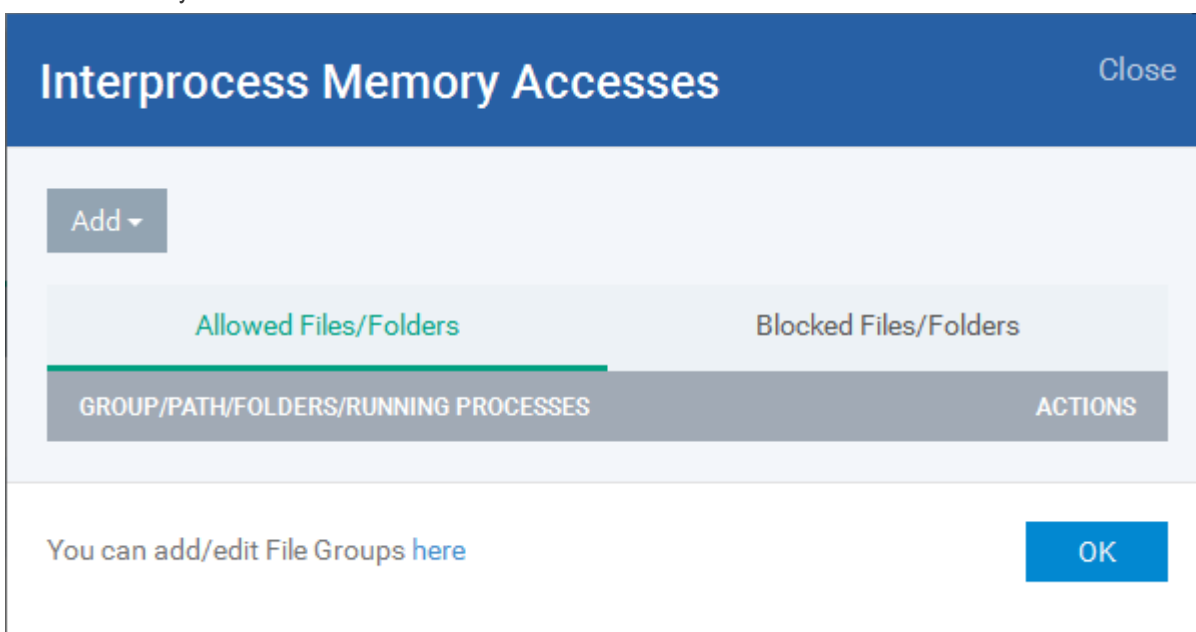 Interprocess Memory Accesses
Close
Add
Allowed Files/Folders
Blocked Files/Folders
GROUP/PATH/FOLDERS/RUNNING PROCESSES
ACTIONS
You can add/edit File Groups here
OK